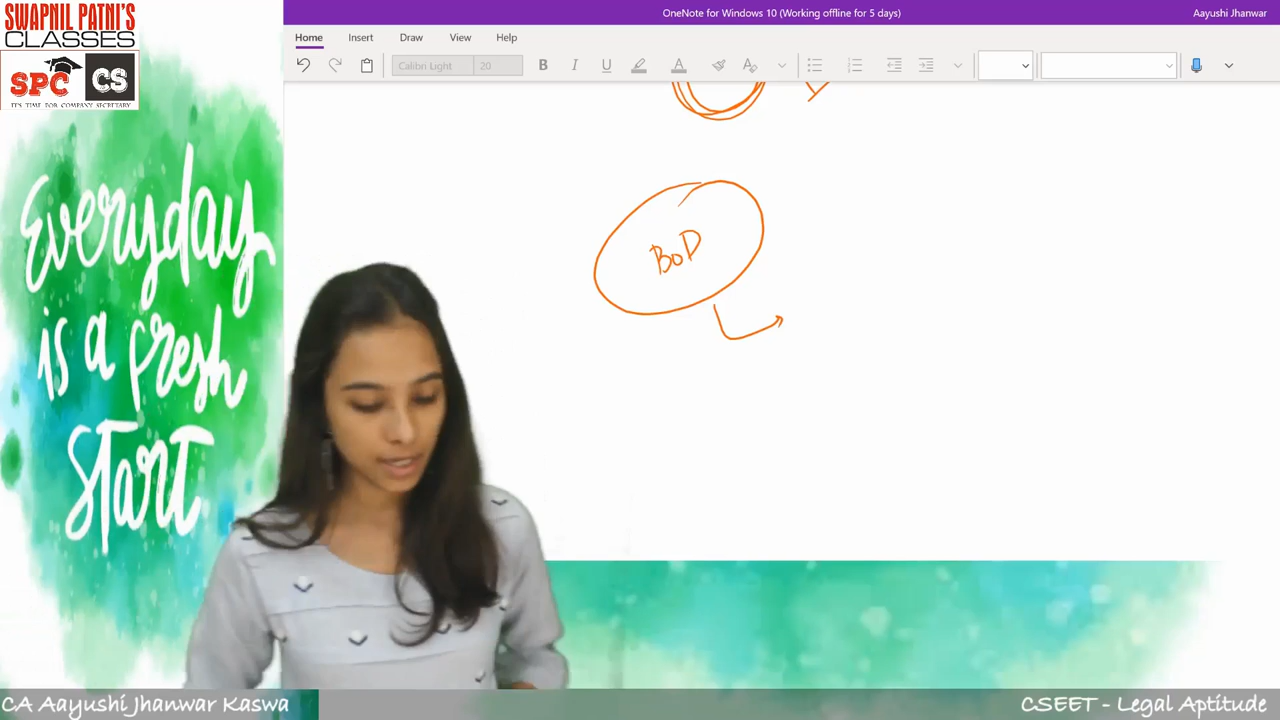 SWAPNIL PATNI'S
CLASSES
SPC CS
IT'S TIME FOR COMPANY SECRETARY
OneNote for Windows 10 (Working offline for 5 days)
Aayushi Jhanwar
Home Insert Draw View Help
Calibri Light 20 B I U A
BoD
Everyday
is a fresh
Start
CA Aayushi Jhanwar Kaswa
CSEET - Legal Aptitude